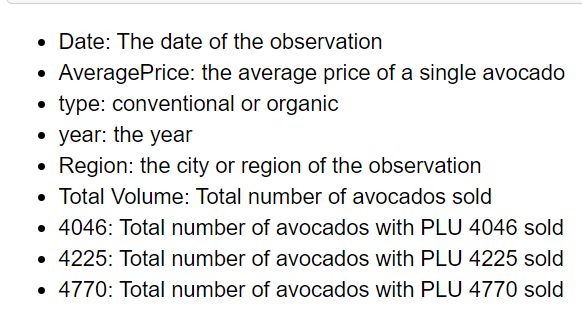 Date: The date of the observation
AveragePrice: the average price of a single avocado
type: conventional or organic
year: the year
Region: the city or region of the observation
Total Volume: Total number of avocados sold
4046: Total number of avocados with PLU 4046 sold
4225: Total number of avocados with PLU 4225 sold
4770: Total number of avocados with PLU 4770 sold